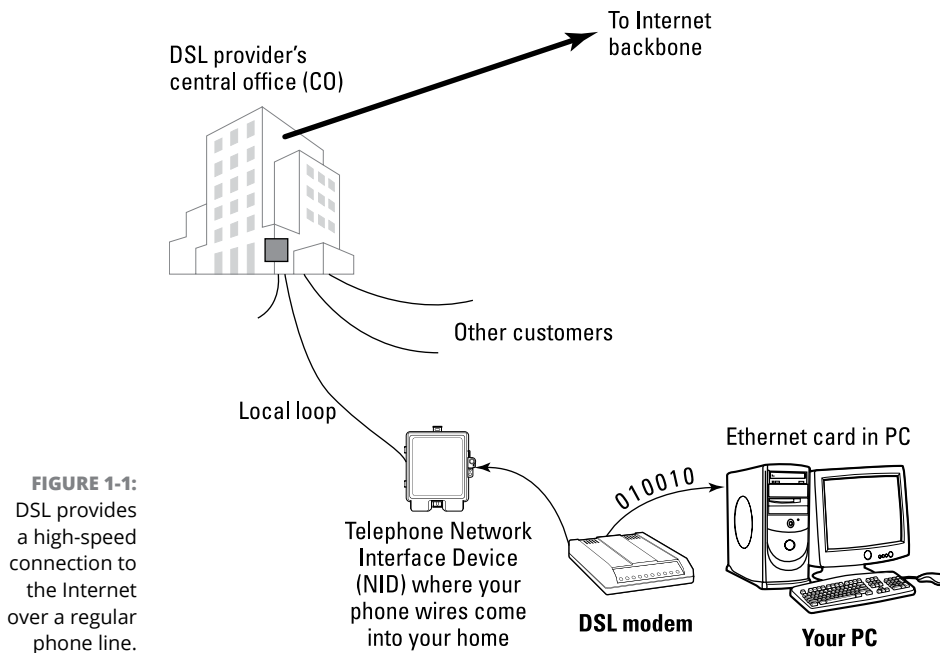 To Internet
backbone
DSL provider's
central office (CO)
Other customers
Local loop
Ethernet card in PC
010010
Telephone Network
Interface Device
(NID) where your
phone wires come
into your home
DSL modem
Your PC
FIGURE 1-1:
DSL provides
a high-speed
connection to
the Internet
over a regular
phone line.